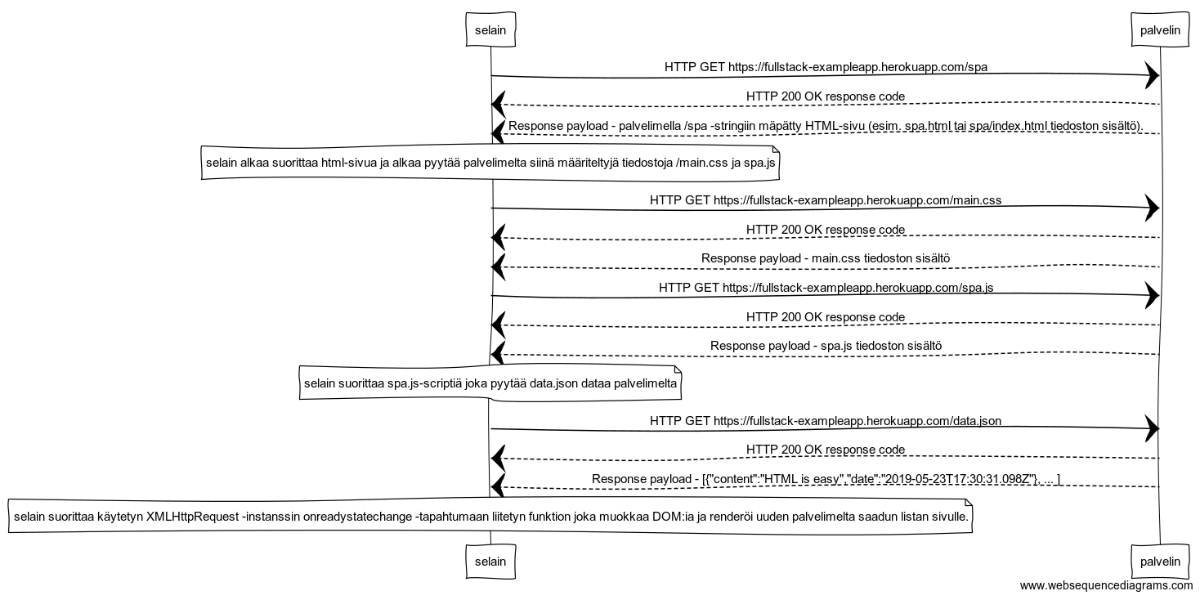 selain palvelin
HTTP GET https://fullstack-exampleapp.herokuapp.com/spa
HTTP 200 OK response code
Response payload - palvelimella /spa -stringiin mäpätty HTML-sivu (esim. spa.html tai spa/index.html tiedoston sisältö).
selain alkaa suorittaa html-sivua ja alkaa pyytää palvelimelta siinä määriteltyjä tiedostoja /main.css ja spa.js
HTTP GET https://fullstack-exampleapp.herokuapp.com/main.css
HTTP 200 OK response code
Response payload - main.css tiedoston sisältö
HTTP GET https://fullstack-exampleapp.herokuapp.com/spa.js
HTTP 200 OK response code
Response payload - spa.js tiedoston sisältö
selain suorittaa spa.js-scriptiä joka pyytää data.json dataa palvelimelta
HTTP GET https://fullstack-exampleapp.herokuapp.com/data.json
HTTP 200 OK response code
Response payload - [{"content":"HTML is easy","date":"2019-05-23T17:30:31.098Z"}, ... ]
selain suorittaa käytetyn XMLHttpRequest -instanssin onreadystatechange -tapahtumaan liitetyn funktion joka muokkaa DOM:ia ja renderöi uuden palvelimelta saadun listan sivulle.
selain palvelin
www.websequencediagrams.com